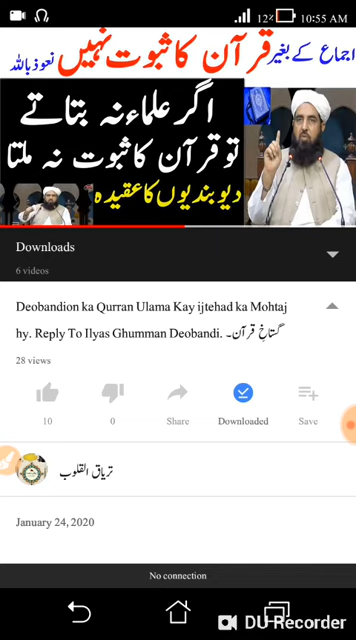 12% 10:55 AM
اجماع کے بغیر قرآن کا ثبوت نہیں نعوذ باللہ
اگر علماء نہ بتاتے
تو قرآن کا ثبوت نہ ملتا
دیوبندیوں کا عقیدہ
Downloads
6 videos
Deobandion ka Qurran Ulama Kay ijtehad ka Mohtaj
hy. Reply To Ilyas Ghumman Deobandi. گستاخِ قرآن۔
28 views
10 0 Share Downloaded Save
تریاق القلوب
January 24, 2020
No connection
DU Recorder